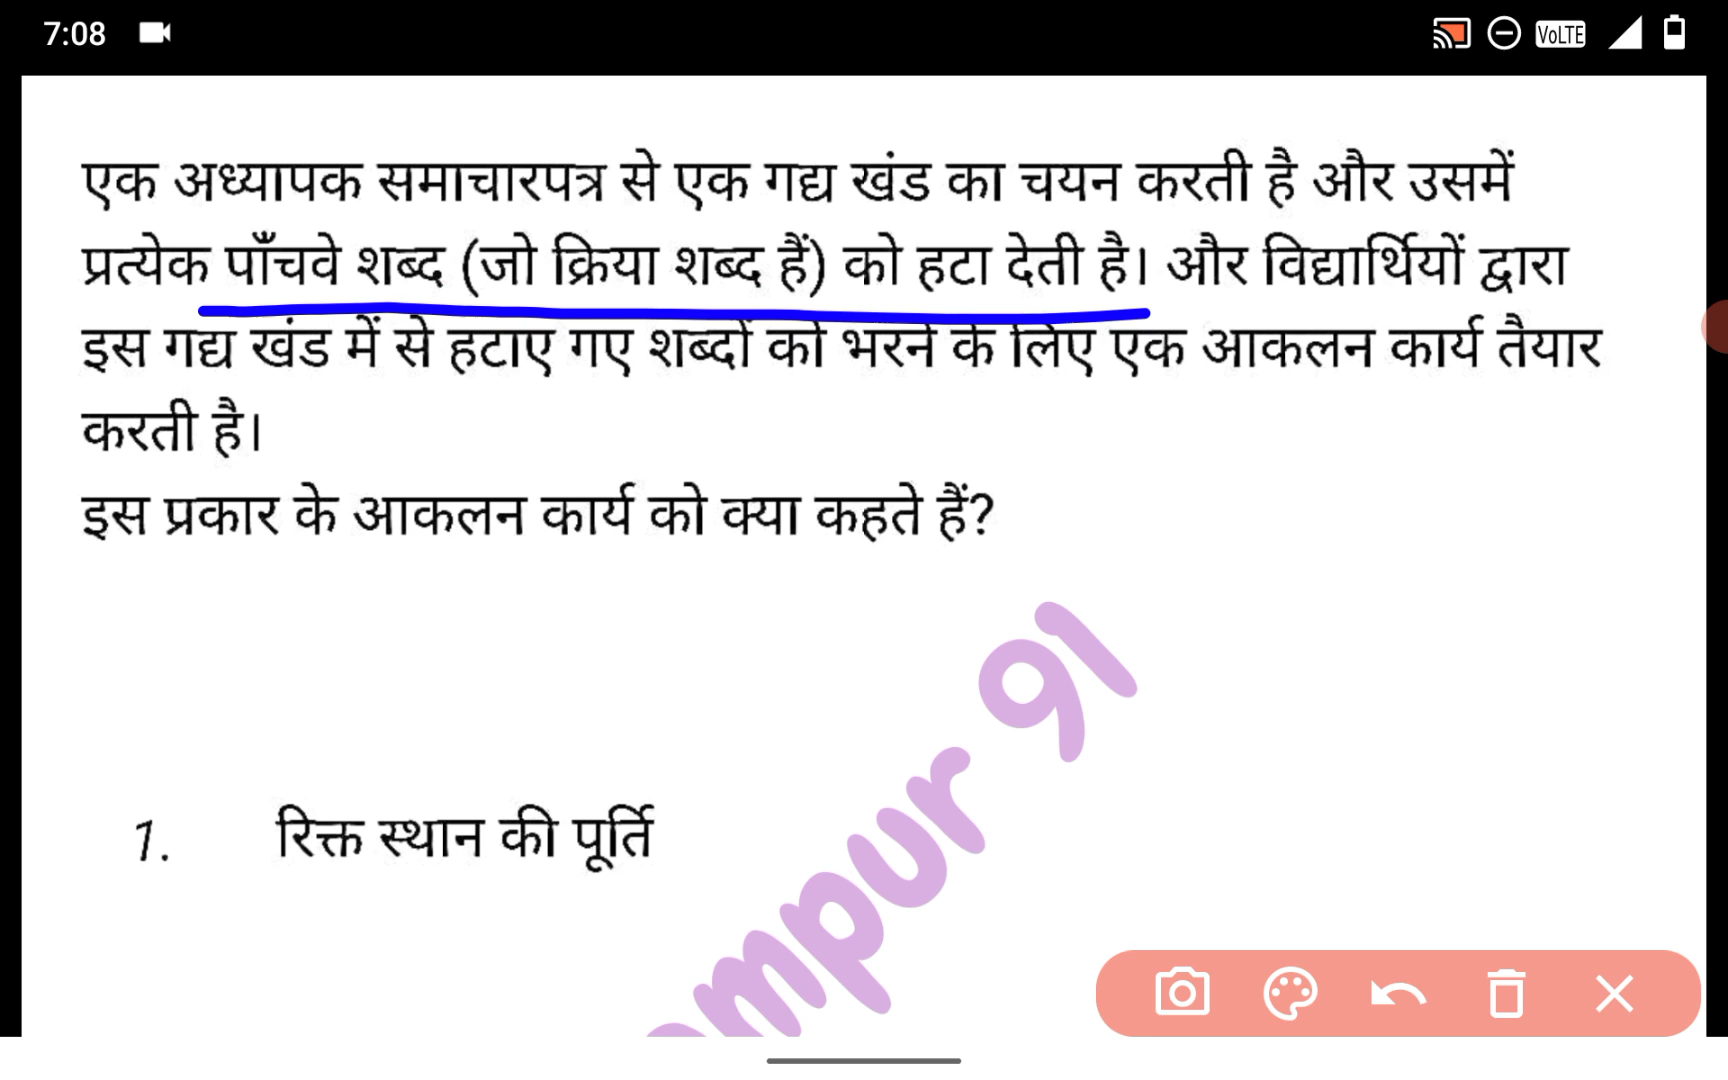 7:08
VoLTE
एक अध्यापक समाचारपत्र से एक गद्य खंड का चयन करती है और उसमें
प्रत्येक पाँचवे शब्द (जो क्रिया शब्द हैं) को हटा देती है। और विद्यार्थियों द्वारा
इस गद्य खंड में से हटाए गए शब्दों को भरने के लिए एक आकलन कार्य तैयार
करती है।
इस प्रकार के आकलन कार्य को क्या कहते हैं?
1. रिक्त स्थान की पूर्ति
mpur 91